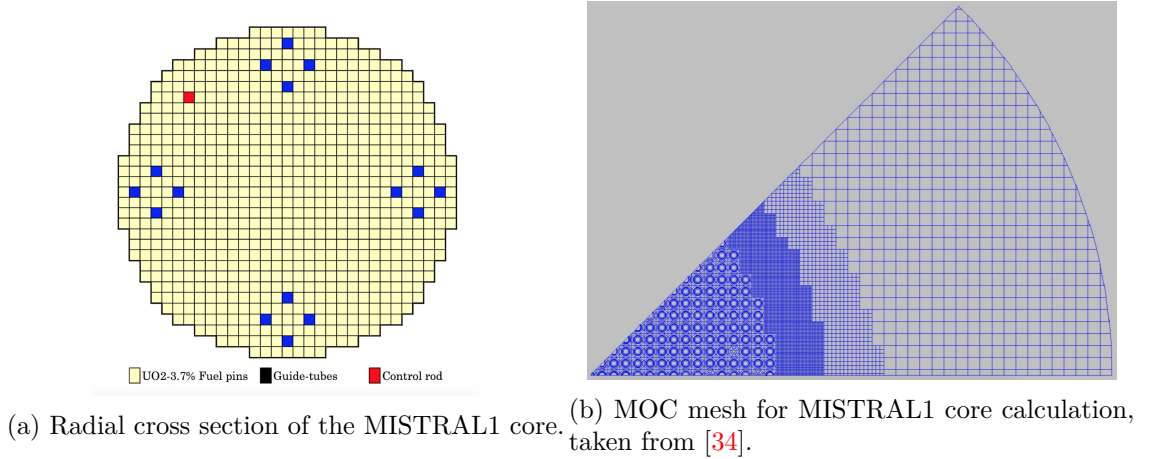 UO2-3.7% Fuel pins Guide-tubes Control rod
(a) Radial cross section of the MISTRAL1 core.
(b) MOC mesh for MISTRAL1 core calculation,
taken from [34].